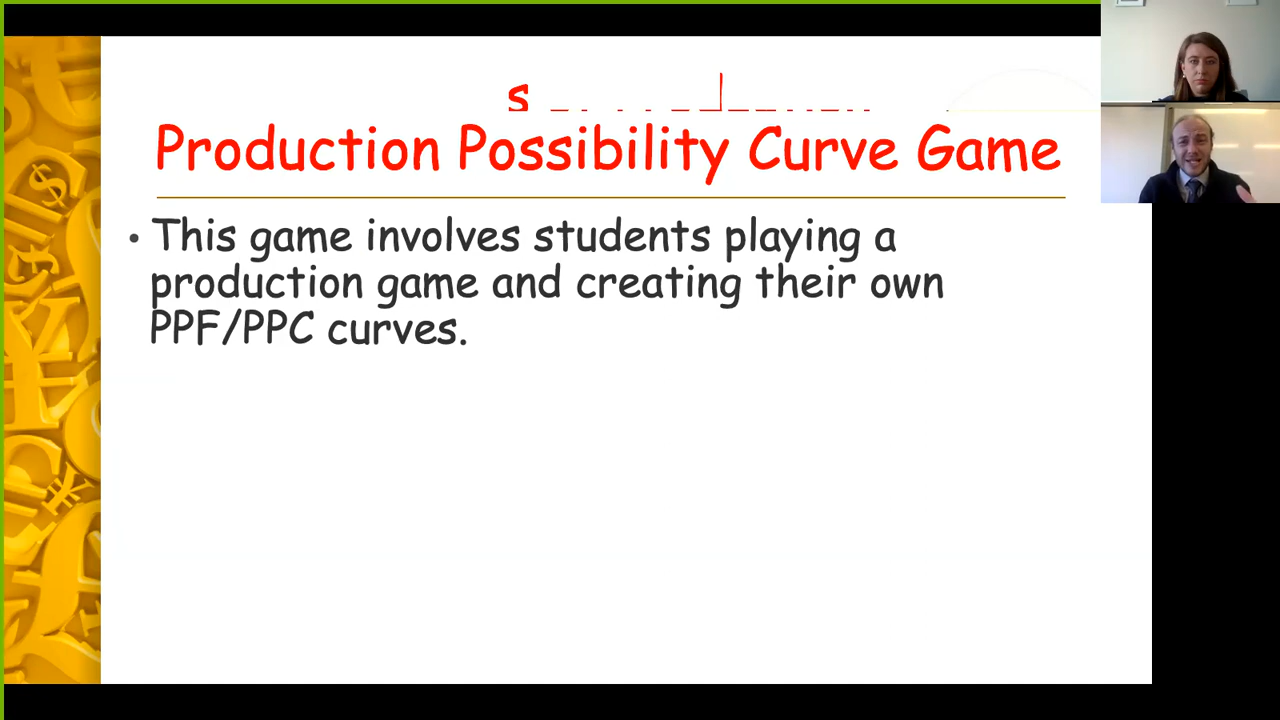 Production Possibility Curve Game
• This game involves students playing a
production game and creating their own
PPF/PPC curves.